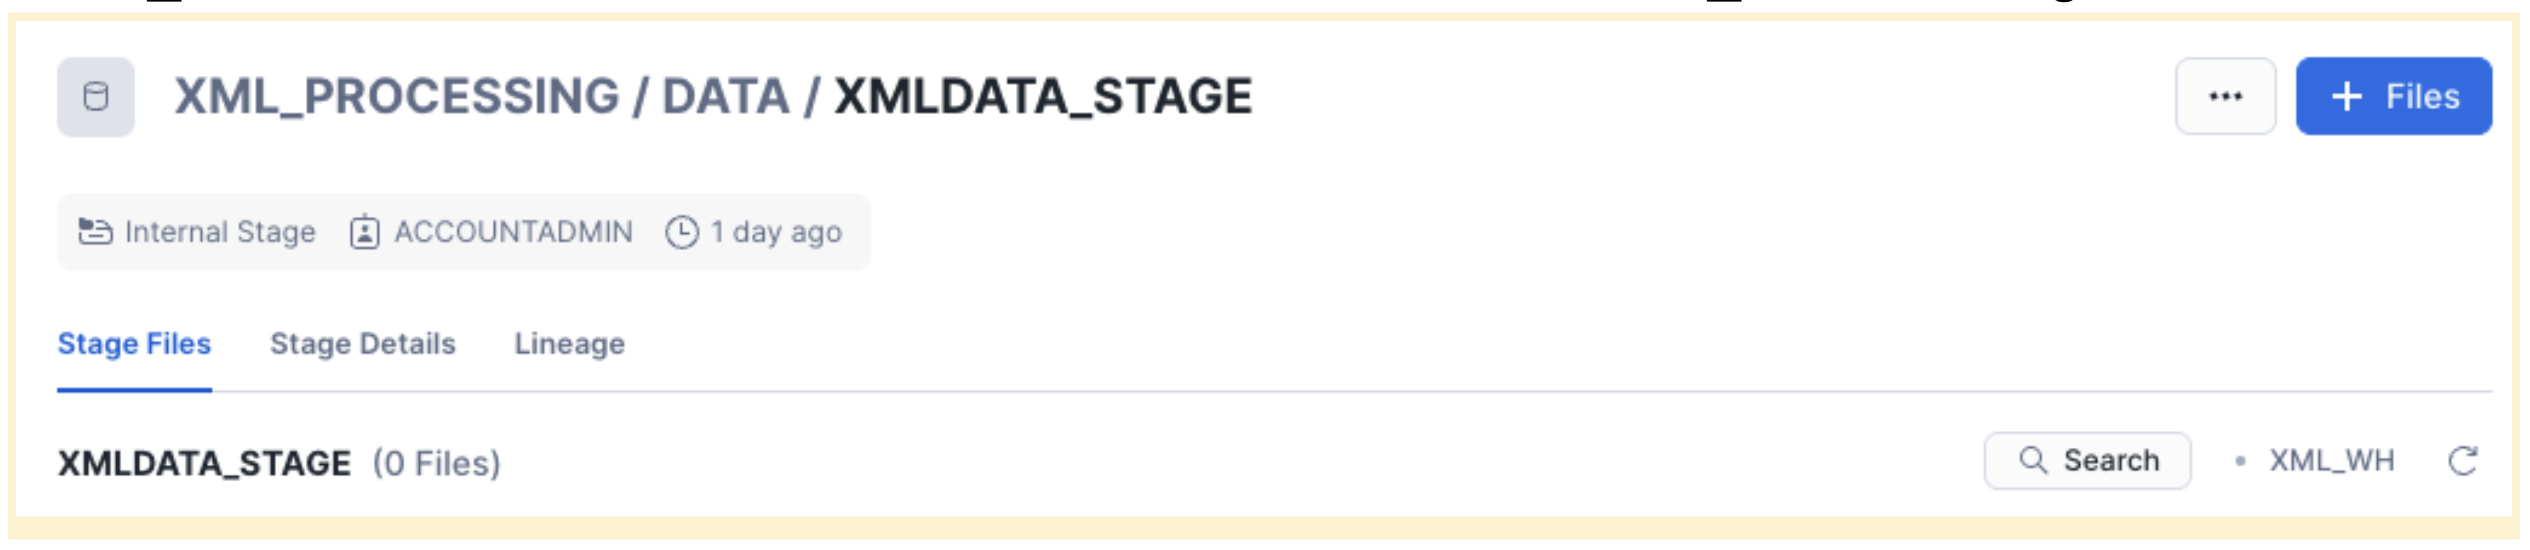 XML_PROCESSING / DATA / XMLDATA_STAGE
... + Files
Internal Stage ACCOUNTADMIN 1 day ago
Stage Files Stage Details Lineage
XMLDATA_STAGE (0 Files) Search • XML_WH